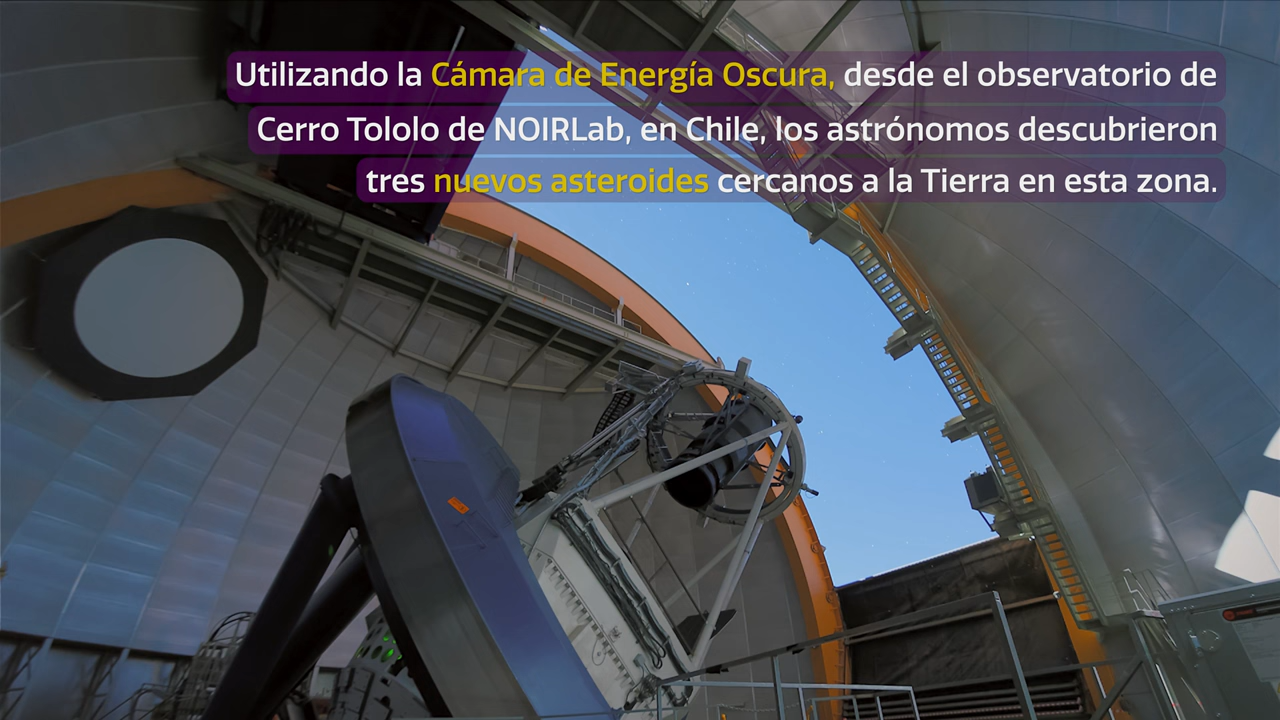 Utilizando la Cámara de Energía Oscura, desde el observatorio de
Cerro Tololo de NOIRLab, en Chile, los astrónomos descubrieron
tres nuevos asteroides cercanos a la Tierra en esta zona.